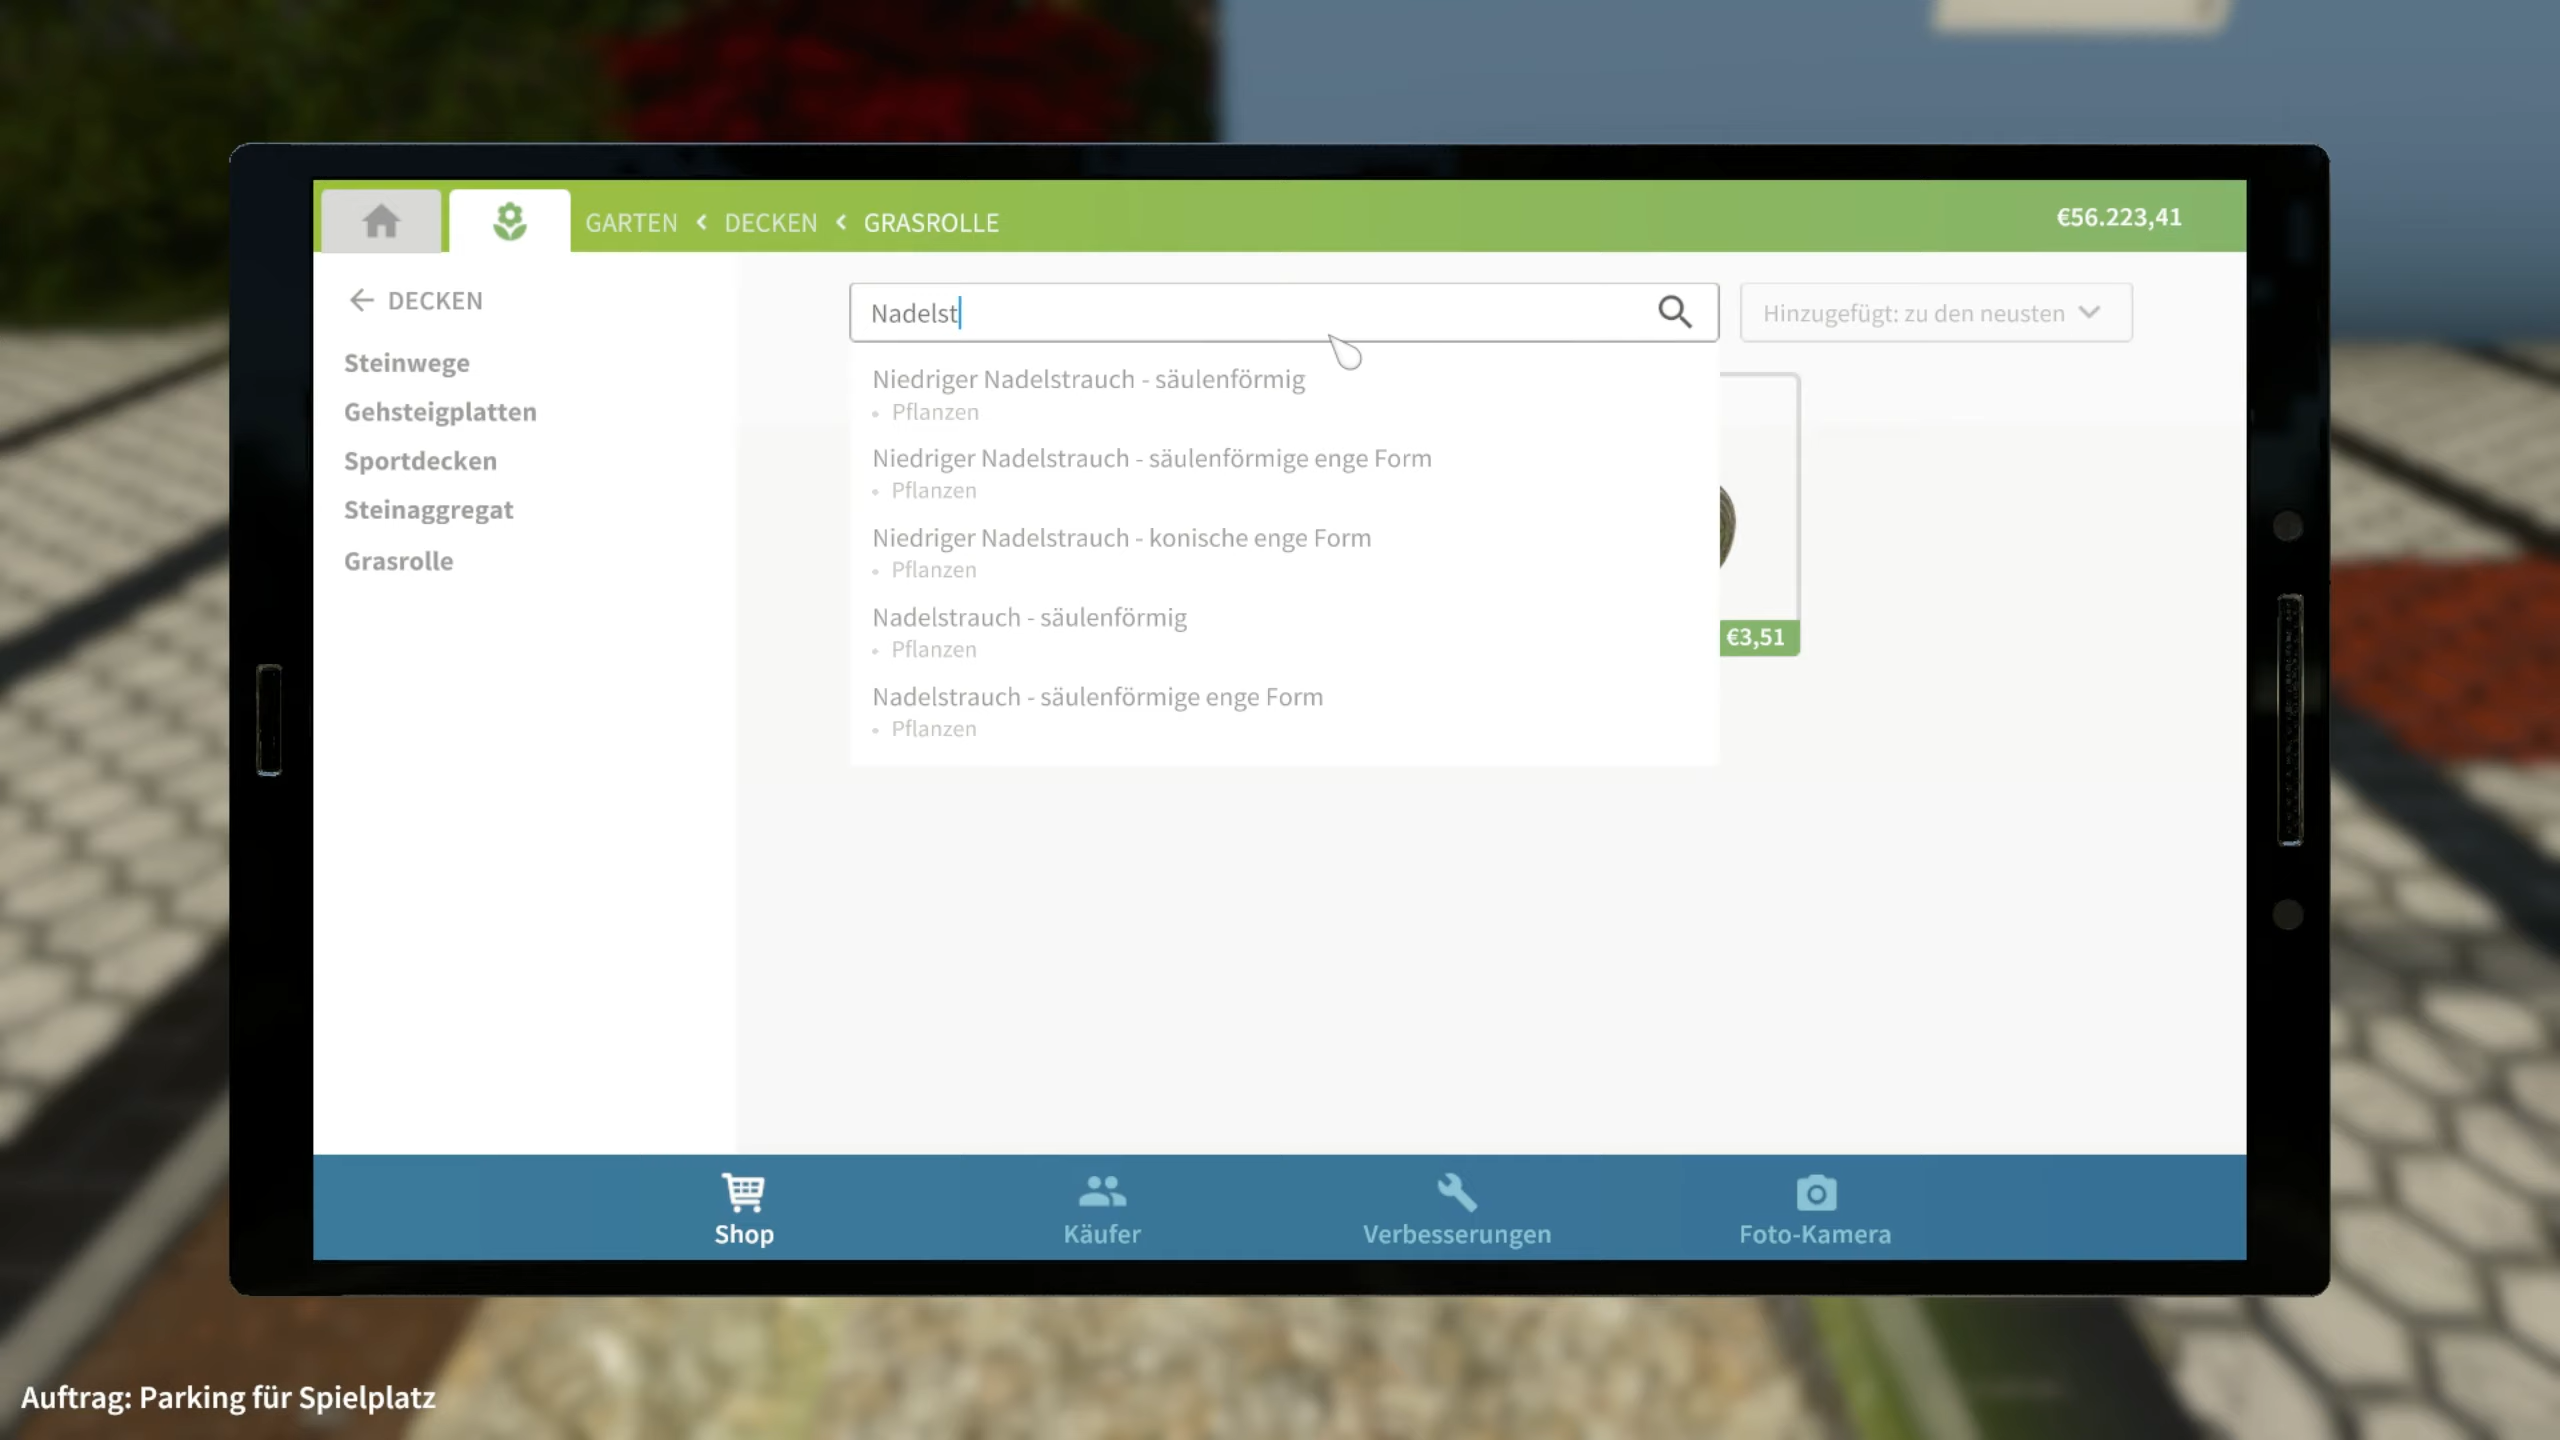 GARTEN < DECKEN < GRASROLLE
€56.223,41
← DECKEN
Steinwege
Gehsteigplatten
Sportdecken
Steinaggregat
Grasrolle
Nadelst
Hinzugefügt: zu den neusten
Niedriger Nadelstrauch - säulenförmig
• Pflanzen
Niedriger Nadelstrauch - säulenförmige enge Form
• Pflanzen
Niedriger Nadelstrauch - konische enge Form
• Pflanzen
Nadelstrauch - säulenförmig
• Pflanzen
Nadelstrauch - säulenförmige enge Form
• Pflanzen
€3,51
Shop
Käufer
Verbesserungen
Foto-Kamera
Auftrag: Parking für Spielplatz